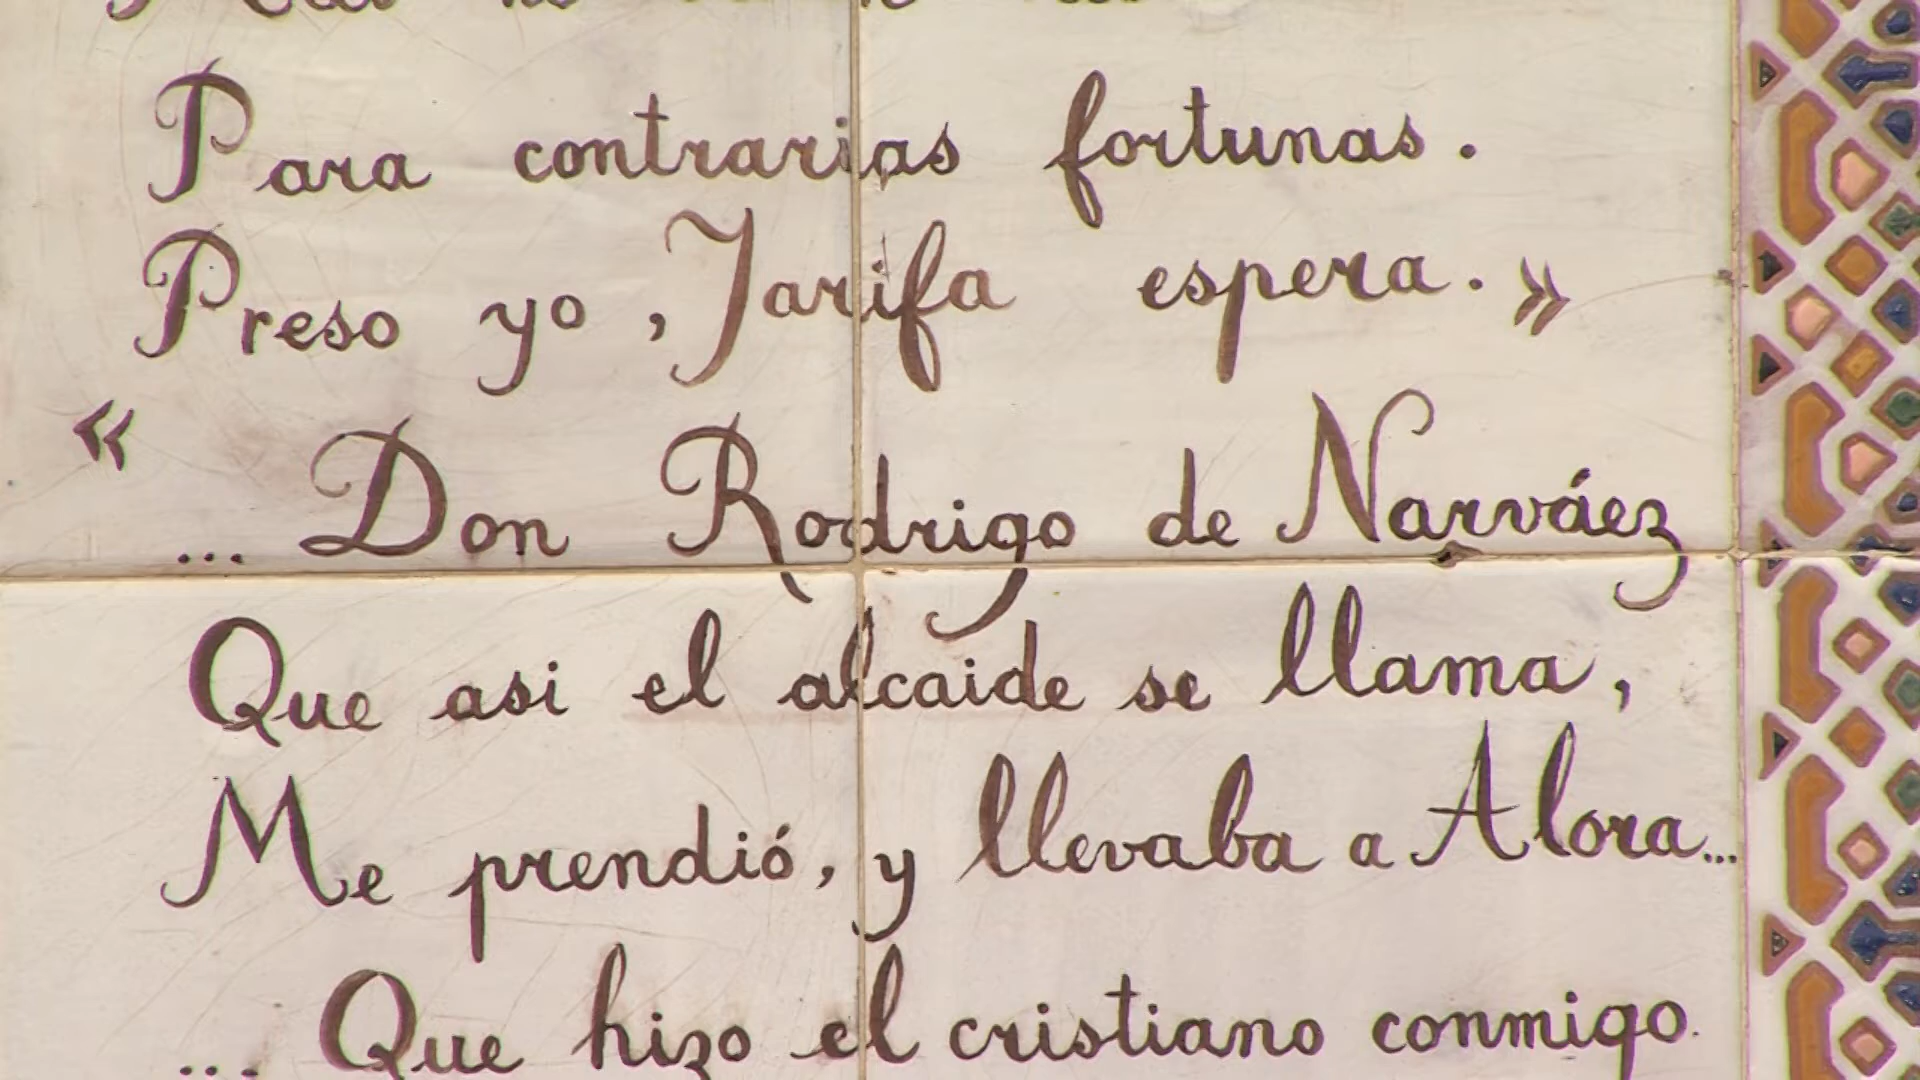 Para contrarias fortunas.
Preso yo, Jarifa espera.»
«
... Don Rodrigo de Narváez
Que asi el alcaide se llama,
Me prendió, y llevaba a Alora...
... Que hizo el cristiano conmigo.